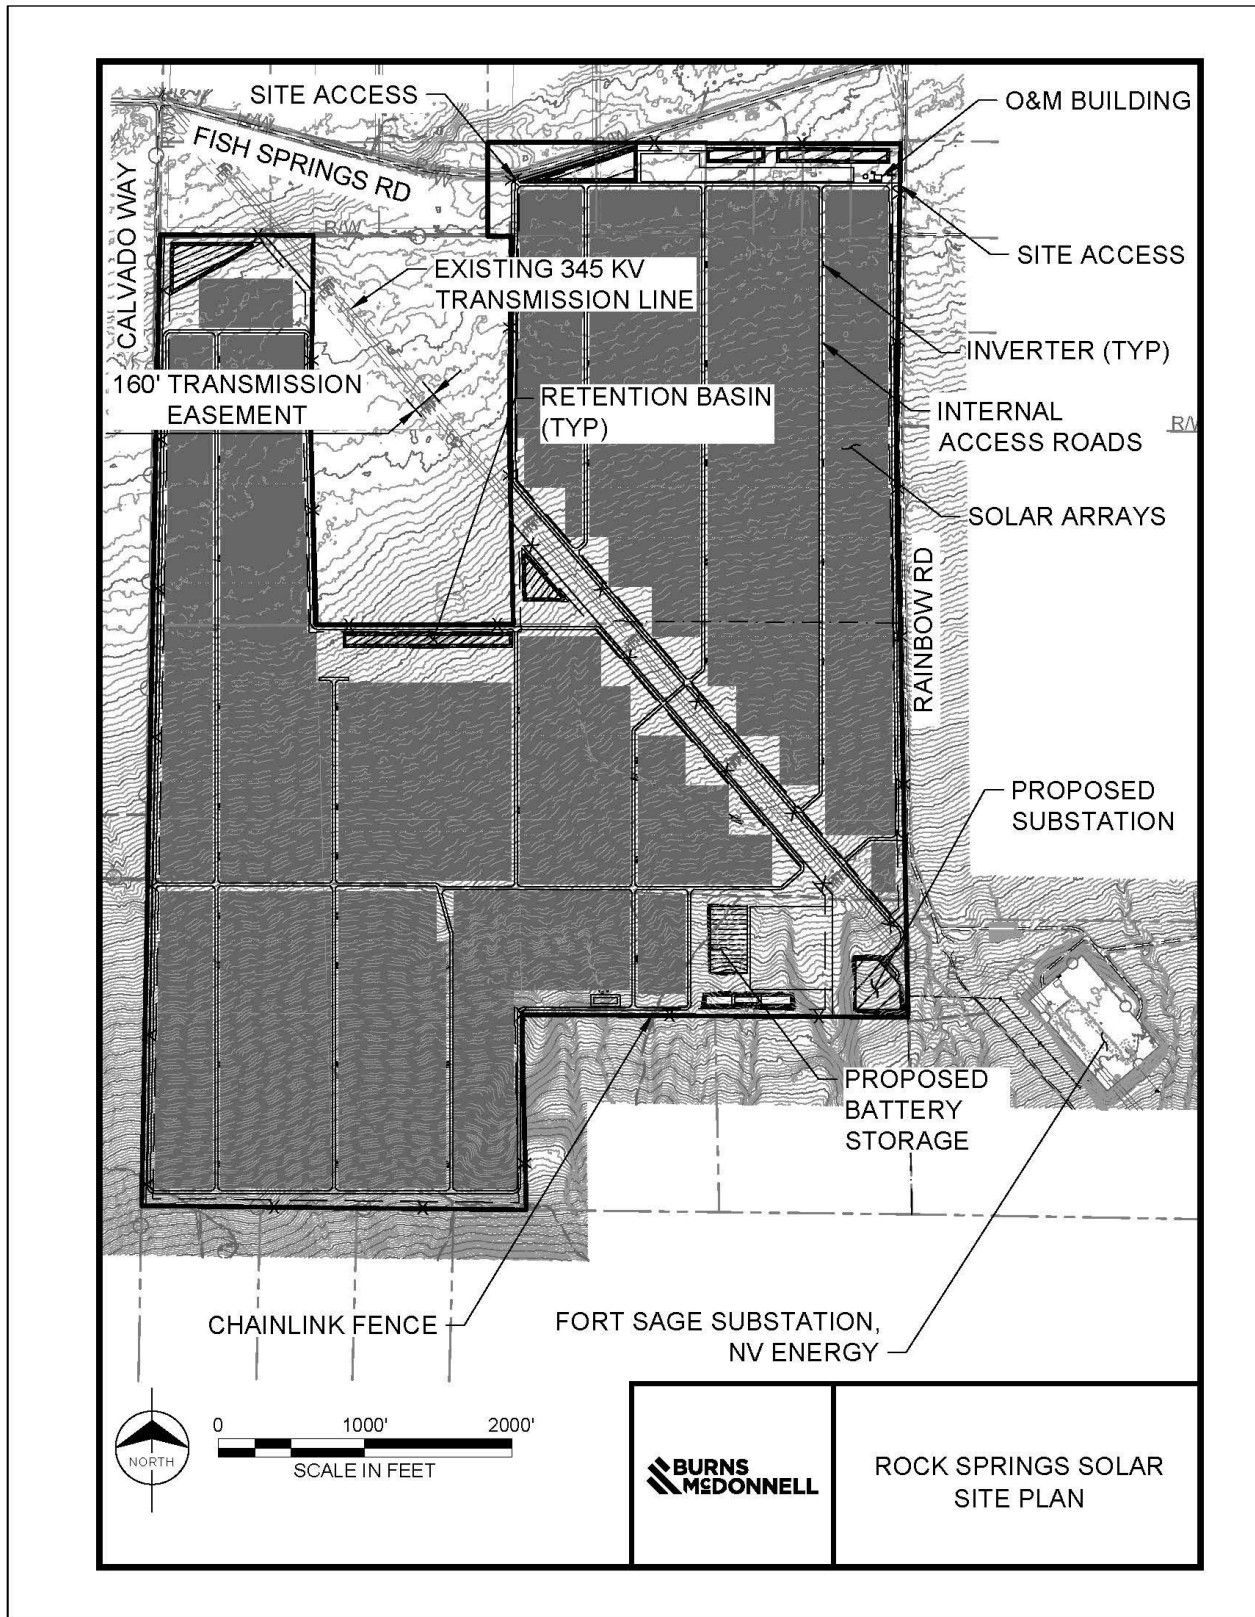 SITE ACCESS
O&M BUILDING
FISH SPRINGS RD
CALVADO WAY
R/W
SITE ACCESS
EXISTING 345 KV
TRANSMISSION LINE
INVERTER (TYP)
160' TRANSMISSION
EASEMENT
RETENTION BASIN
(TYP)
INTERNAL
ACCESS ROADS
SOLAR ARRAYS
RAINBOW RD
PROPOSED
SUBSTATION
PROPOSED
BATTERY
STORAGE
CHAINLINK FENCE
FORT SAGE SUBSTATION,
NV ENERGY
NORTH
0 1000' 2000'
SCALE IN FEET
BURNS
McDONNELL
ROCK SPRINGS SOLAR
SITE PLAN